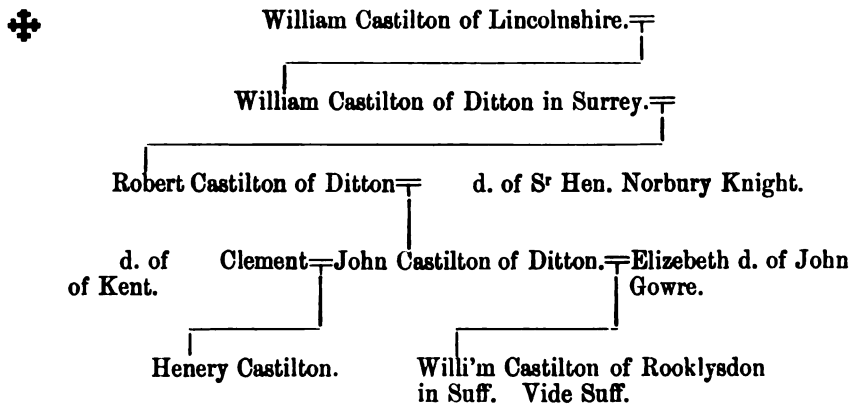 William Castilton of Lincolnshire.
William Castilton of Ditton in Surrey.
Robert Castilton of Ditton d. of Sr Hen. Norbury Knight.
d. of Clement John Castilton of Ditton. Elizebeth d. of John
of Kent. Gowre.
Henery Castilton. Willi'm Castilton of Rooklysdon
in Suff. Vide Suff.